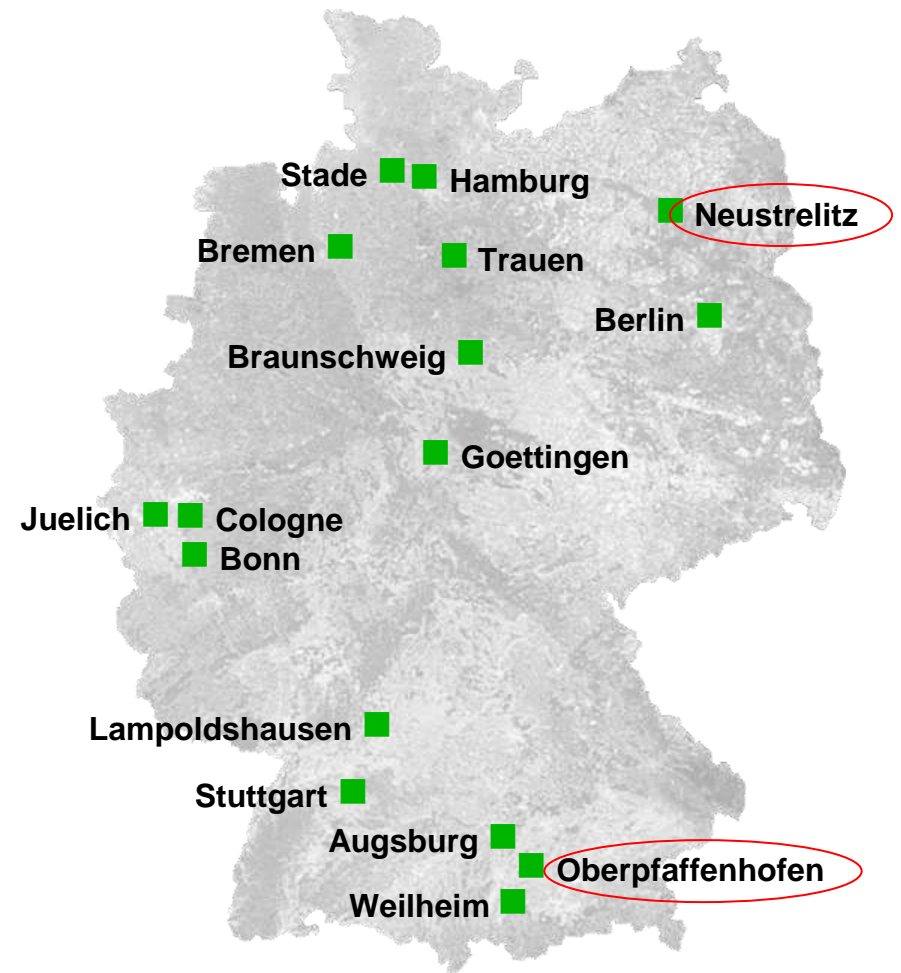 Stade
Hamburg
Neustrelitz
Bremen
Trauen
Berlin
Braunschweig
Goettingen
Juelich
Cologne
Bonn
Lampoldshausen
Stuttgart
Augsburg
Oberpfaffenhofen
Weilheim